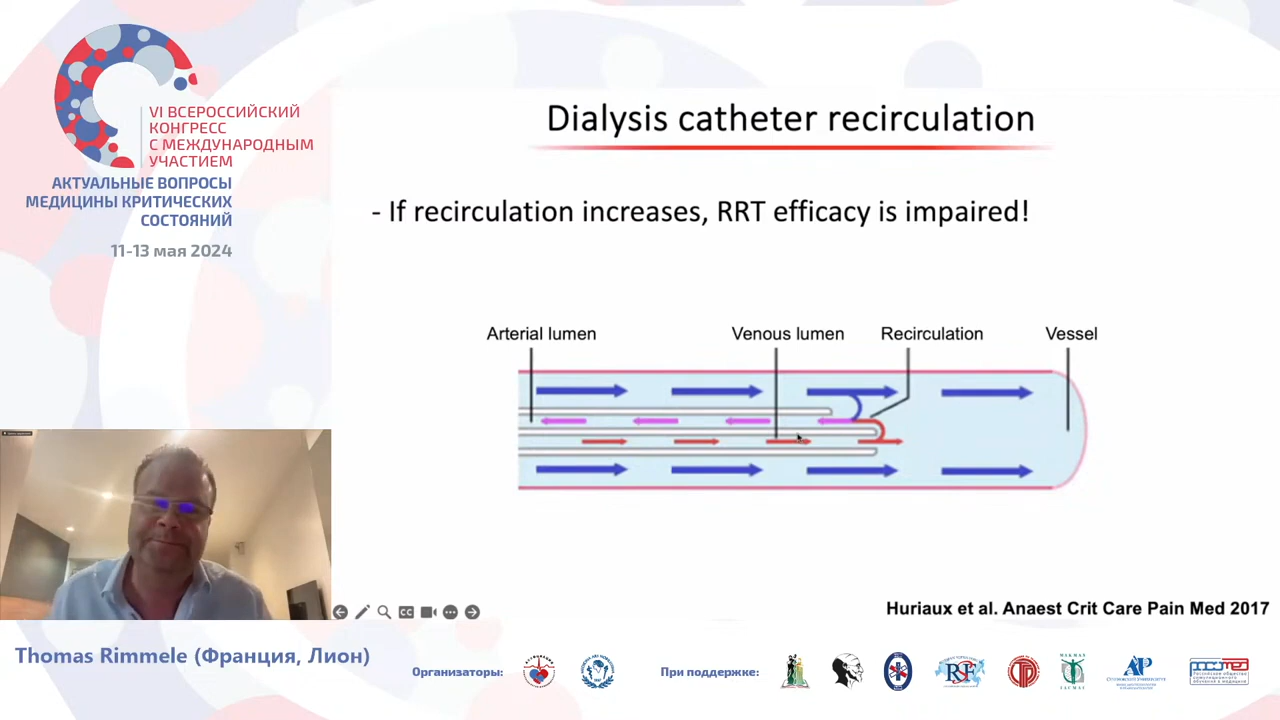 VI ВСЕРОССИЙСКИЙ
КОНГРЕСС
С МЕЖДУНАРОДНЫМ
УЧАСТИЕМ
АКТУАЛЬНЫЕ ВОПРОСЫ
МЕДИЦИНЫ КРИТИЧЕСКИХ
СОСТОЯНИЙ
11-13 мая 2024
Dialysis catheter recirculation
- If recirculation increases, RRT efficacy is impaired!
Arterial lumen
Venous lumen
Recirculation
Vessel
CC
Huriaux et al. Anaest Crit Care Pain Med 2017
Thomas Rimmele (Франция, Лион)
Организаторы:
При поддержке: